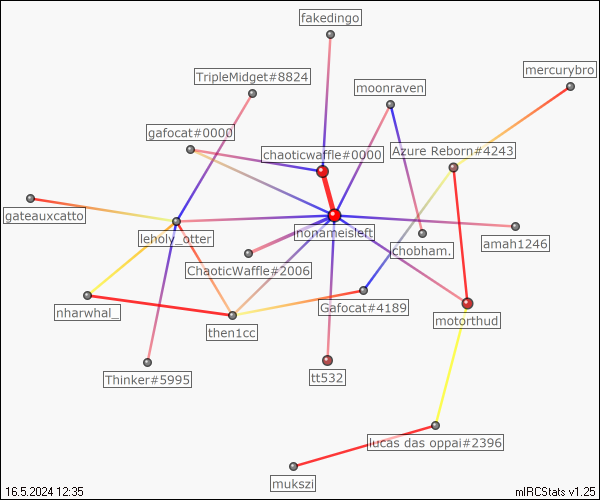 fakedingo
mercurybro
TripleMidget#8824
moonraven
gafocat#0000
chaoticwaffle#0000
Azure Reborn#4243
gateauxcatto
leholy_otter
nonameisleft
chobham.
amah1246
ChaoticWaffle#2006
nharwhal_
Gafocat#4189
motorthud
then1cc
Thinker#5995
tt532
lucas das oppai#2396
mukszi
16.5.2024 12:35
mIRCStats v1.25